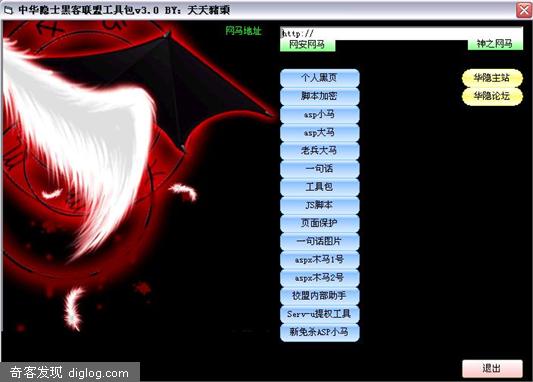 中华隐士黑客联盟工具包v3.0 BY：天天猪头
网马地址
http://
网安网马
神之网马
个人黑页
华隐主站
脚本加密
华隐论坛
asp小马
asp大马
老兵大马
一句话
工具包
JS脚本
页面保护
一句话图片
aspx木马1号
aspx木马2号
校盟内部助手
Serv-u提权工具
新免杀ASP小马
退出
奇客发现 diglog.com